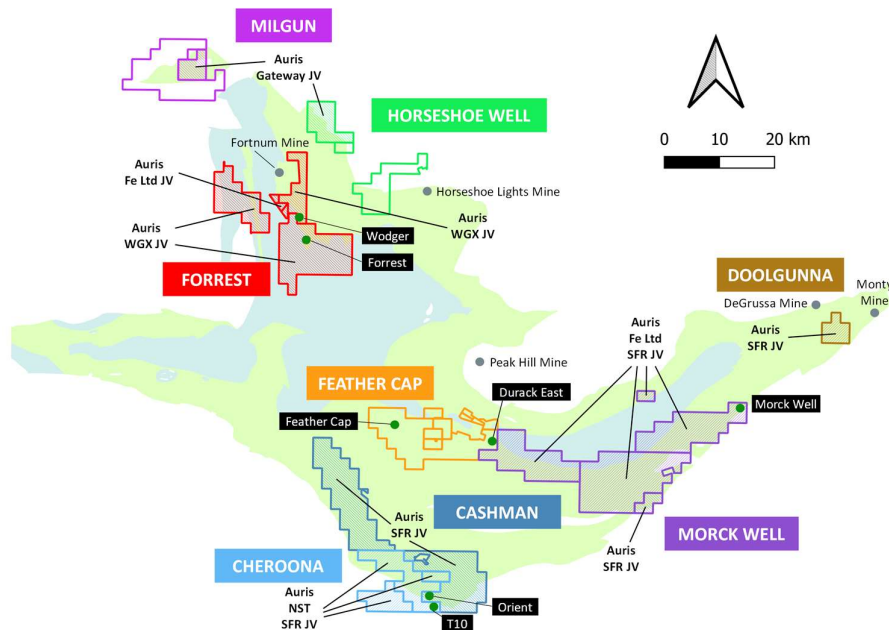 MILGUN
Auris
Gateway JV
HORSESHOE WELL
0 10 20 km
Fortnum Mine
Auris
Fe Ltd JV
Horseshoe Lights Mine
Auris
WGX JV
Auris
WGX JV
Wodger
Forrest
FORREST
DOOLGUNNA
DeGrussa Mine
Monty
Mine
Auris
SFR JV
Auris
Fe Ltd
SFR JV
Peak Hill Mine
FEATHER CAP
Durack East
Feather Cap
Morck Well
CASHMAN
Auris
SFR JV
MORCK WELL
Auris
SFR JV
CHEROONA
Auris
NST
SFR JV
Orient
T10